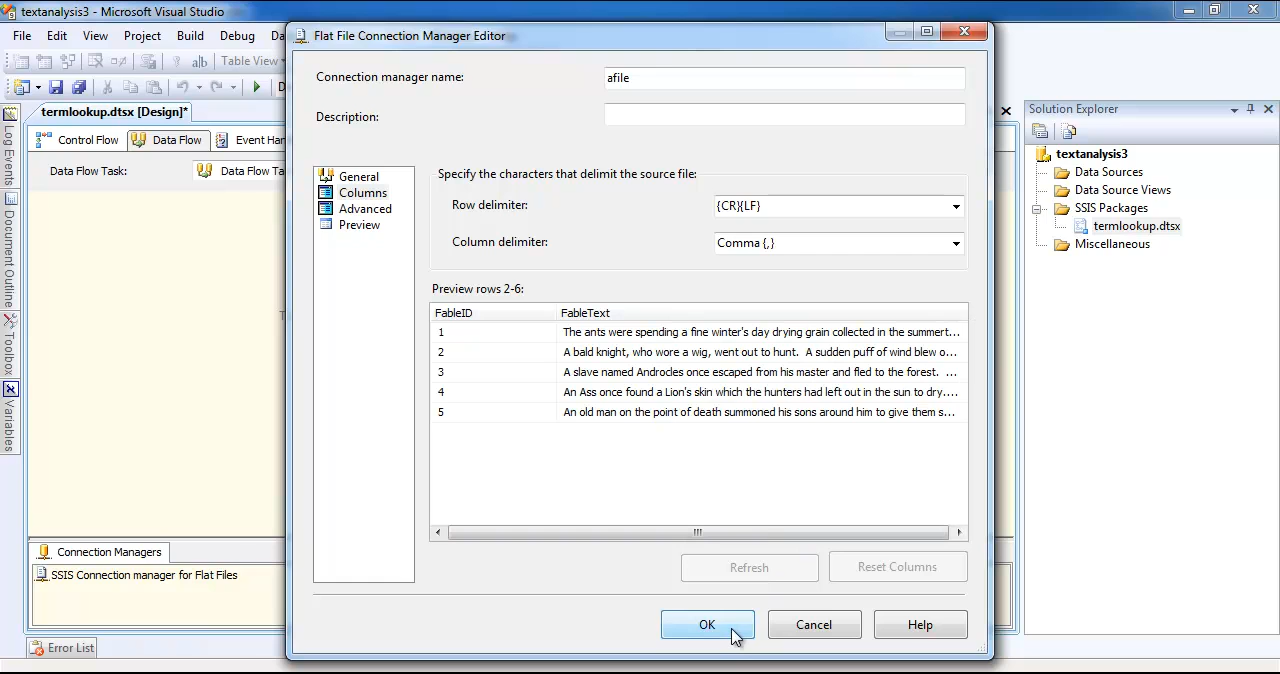 textanalysis3 - Microsoft Visual Studio
File Edit View Project Build Debug Da
Table View
termlookup.dtsx [Design]*
Control Flow Data Flow Event Han
Data Flow Task: Data Flow Ta
Log Events
Document Outline
Toolbox
Variables
Connection Managers
SSIS Connection manager for Flat Files
Error List
Flat File Connection Manager Editor
Connection manager name: afile
Description:
General
Columns
Advanced
Preview
Specify the characters that delimit the source file:
Row delimiter: {CR}{LF}
Column delimiter: Comma {,}
Preview rows 2-6:
FableID FableText
1 The ants were spending a fine winter's day drying grain collected in the summert...
2 A bald knight, who wore a wig, went out to hunt. A sudden puff of wind blew o...
3 A slave named Androcles once escaped from his master and fled to the forest. ...
4 An Ass once found a Lion's skin which the hunters had left out in the sun to dry....
5 An old man on the point of death summoned his sons around him to give them s...
Refresh Reset Columns
OK Cancel Help
Solution Explorer
textanalysis3
Data Sources
Data Source Views
SSIS Packages
termlookup.dtsx
Miscellaneous